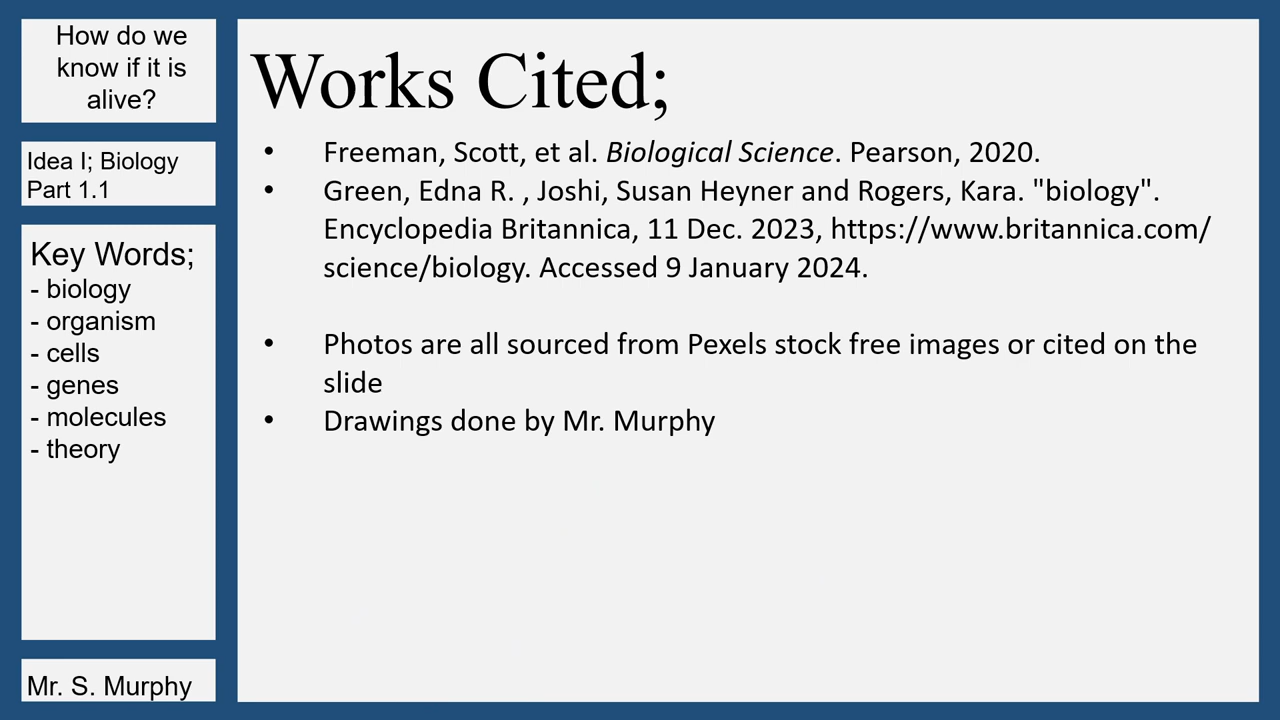 How do we
know if it is
alive?
Idea I; Biology
Part 1.1
Key Words;
- biology
- organism
- cells
- genes
- molecules
- theory
Mr. S. Murphy
Works Cited;
• Freeman, Scott, et al. Biological Science. Pearson, 2020.
• Green, Edna R. , Joshi, Susan Heyner and Rogers, Kara. "biology".
Encyclopedia Britannica, 11 Dec. 2023, https://www.britannica.com/
science/biology. Accessed 9 January 2024.
• Photos are all sourced from Pexels stock free images or cited on the
slide
• Drawings done by Mr. Murphy